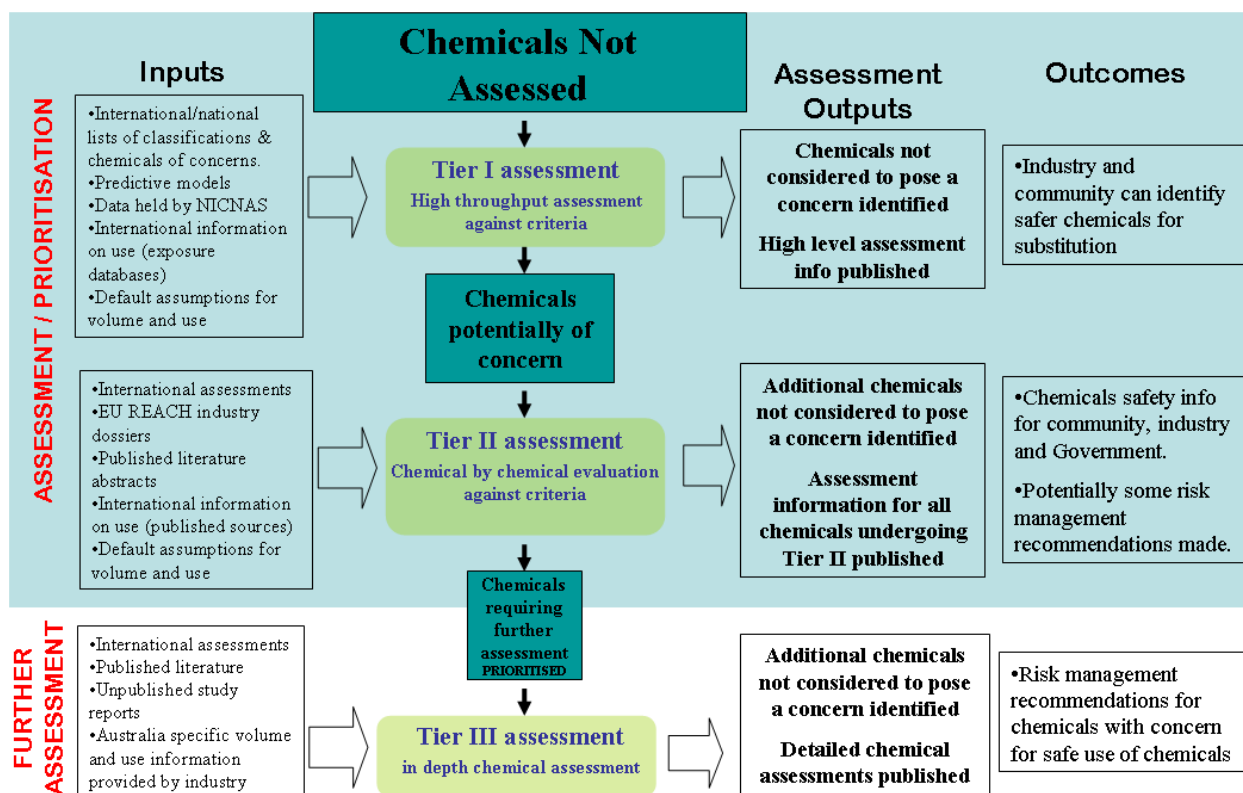 Chemicals Not
Assessed
Inputs
Assessment
Outputs
Outcomes
ASSESSMENT / PRIORITISATION
•International/national
lists of classifications &
chemicals of concerns.
•Predictive models
•Data held by NICNAS
•International information
on use (exposure
databases)
•Default assumptions for
volume and use
Tier I assessment
High throughput assessment
against criteria
Chemicals not
considered to pose a
concern identified
High level assessment
info published
•Industry and
community can identify
safer chemicals for
substitution
Chemicals
potentially of
concern
•International assessments
•EU REACH industry
dossiers
•Published literature
abstracts
•International information
on use (published sources)
•Default assumptions for
volume and use
Tier II assessment
Chemical by chemical evaluation
against criteria
Additional chemicals
not considered to pose
a concern identified
Assessment
information for all
chemicals undergoing
Tier II published
•Chemicals safety info
for community, industry
and Government.
•Potentially some risk
management
recommendations made.
Chemicals
requiring
further
assessment
PRIORITISED
FURTHER
ASSESSMENT
•International assessments
•Published literature
•Unpublished study
reports
•Australia specific volume
and use information
provided by industry
Tier III assessment
in depth chemical assessment
Additional chemicals
not considered to pose
a concern identified
Detailed chemical
assessments published
•Risk management
recommendations for
chemicals with concern
for safe use of chemicals